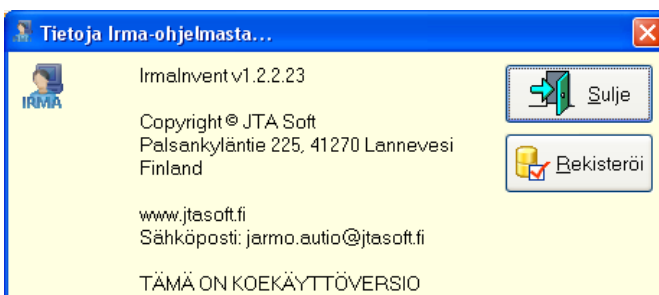 Tietoja Irma-ohjelmasta...
IRMA
IrmaInvent v1.2.2.23
Sulje
Copyright © JTA Soft
Palsankyläntie 225, 41270 Lannevesi
Rekisteröi
Finland
www.jtasoft.fi
Sähköposti: jarmo.autio@jtasoft.fi
TÄMÄ ON KOEKÄYTTÖVERSIO